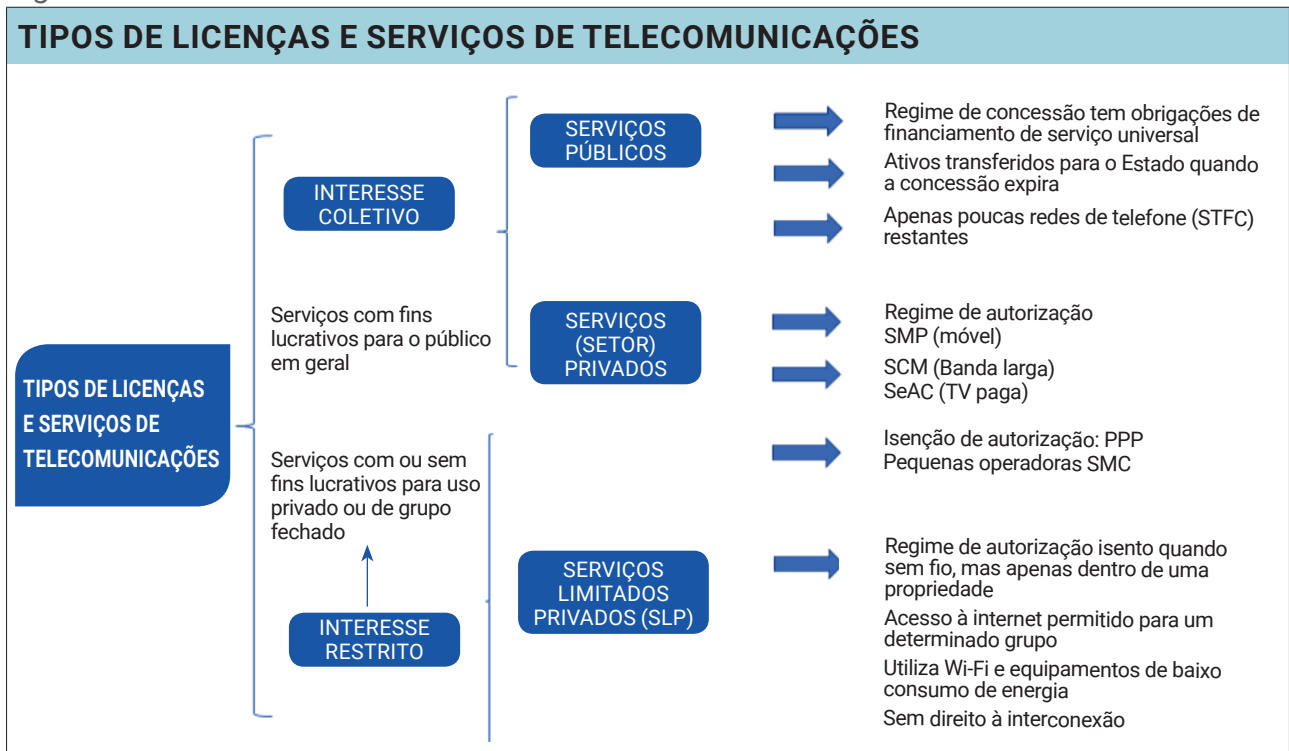 TIPOS DE LICENÇAS E SERVIÇOS DE TELECOMUNICAÇÕES
TIPOS DE LICENÇAS
E SERVIÇOS DE
TELECOMUNICAÇÕES
INTERESSE
COLETIVO
Serviços com fins
lucrativos para o público
em geral
SERVIÇOS
PÚBLICOS
Regime de concessão tem obrigações de
financiamento de serviço universal
Ativos transferidos para o Estado quando
a concessão expira
Apenas poucas redes de telefone (STFC)
restantes
SERVIÇOS
(SETOR)
PRIVADOS
Regime de autorização
SMP (móvel)
SCM (Banda larga)
SeAC (TV paga)
Isenção de autorização: PPP
Pequenas operadoras SMC
Serviços com ou sem
fins lucrativos para uso
privado ou de grupo
fechado
INTERESSE
RESTRITO
SERVIÇOS
LIMITADOS
PRIVADOS (SLP)
Regime de autorização isento quando
sem fio, mas apenas dentro de uma
propriedade
Acesso à internet permitido para um
determinado grupo
Utiliza Wi-Fi e equipamentos de baixo
consumo de energia
Sem direito à interconexão